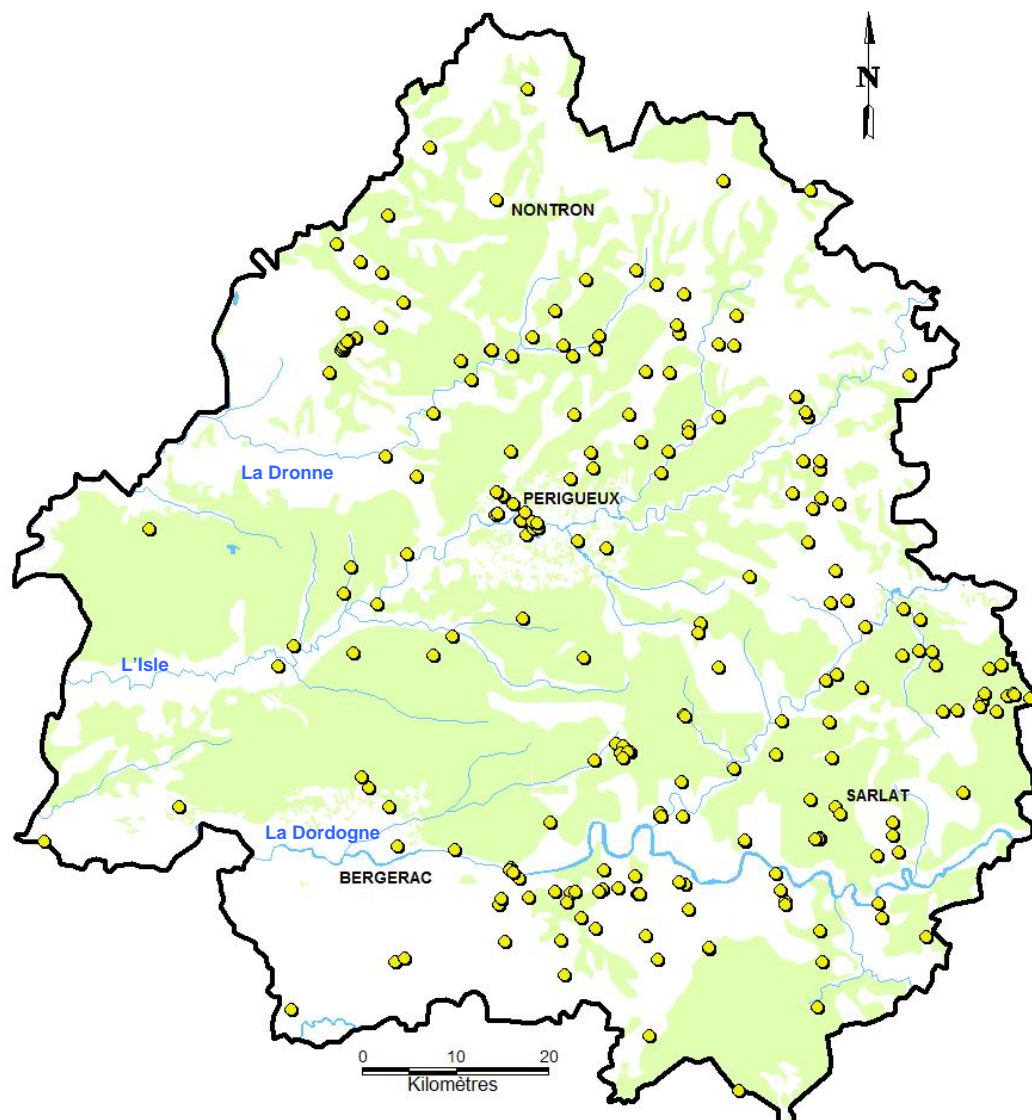 N
NONTRON
La Dronne
PERIGUEUX
L'Isle
SARLAT
La Dordogne
BERGERAC
0 10 20
Kilomètres